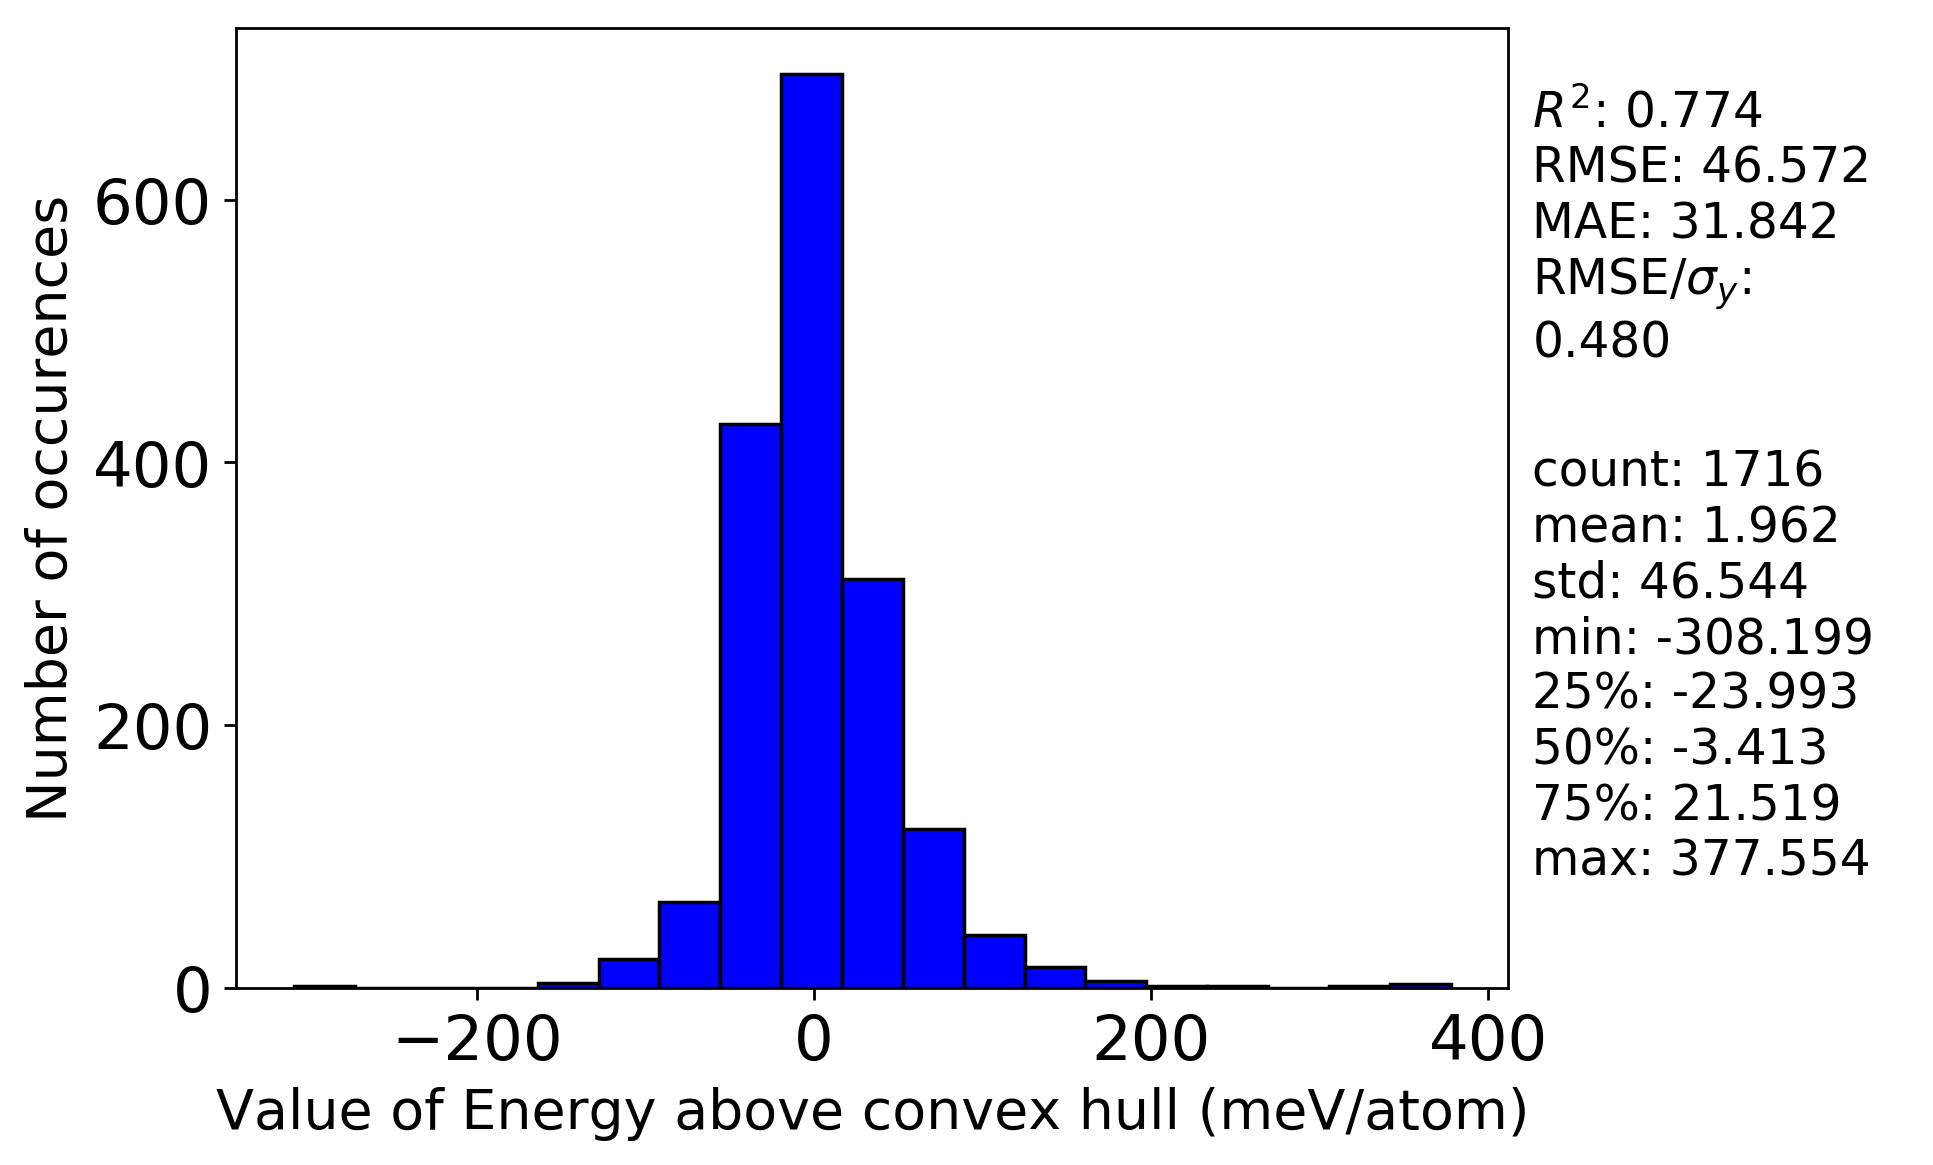 Number of occurences
600
400
200
0
−200
0
200
400
Value of Energy above convex hull (meV/atom)
R²: 0.774
RMSE: 46.572
MAE: 31.842
RMSE/σ_y:
0.480
count: 1716
mean: 1.962
std: 46.544
min: -308.199
25%: -23.993
50%: -3.413
75%: 21.519
max: 377.554